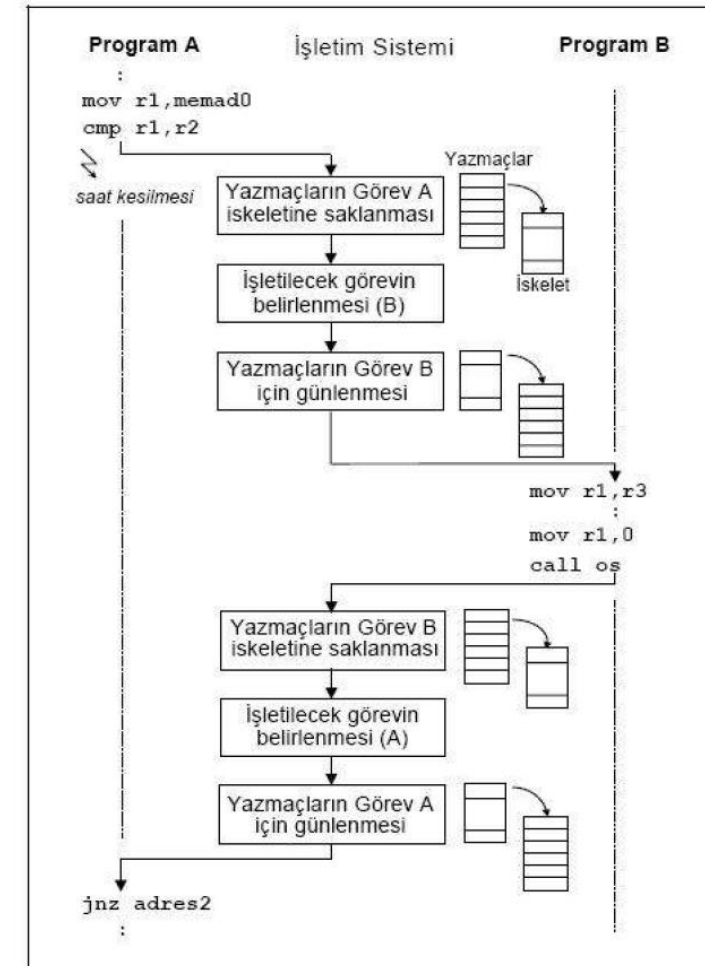 Program A İşletim Sistemi Program B
:
mov r1,memad0
cmp r1,r2
saat kesilmesi
Yazmaçlar
Yazmaçların Görev A
iskeletine saklanması
İskelet
İşletilecek görevin
belirlenmesi (B)
Yazmaçların Görev B
için günlenmesi
mov r1,r3
:
mov r1,0
call os
Yazmaçların Görev B
iskeletine saklanması
İşletilecek görevin
belirlenmesi (A)
Yazmaçların Görev A
için günlenmesi
jnz adres2
: